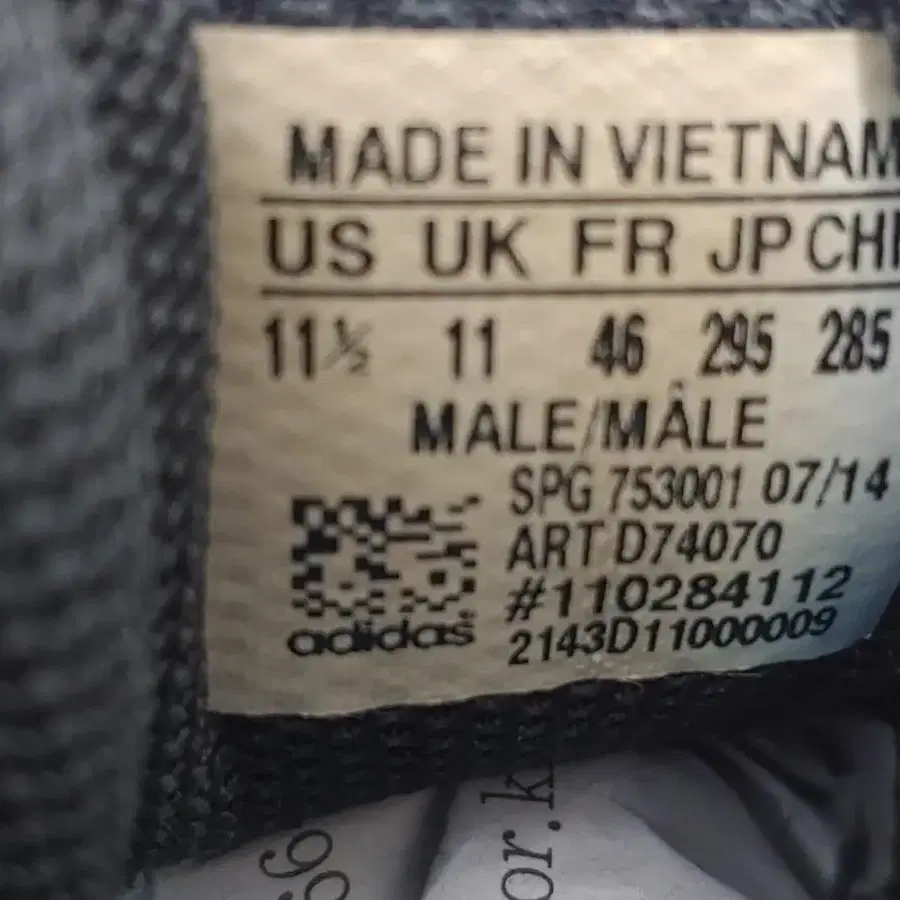 MADE IN VIETNAM
US UK FR JP CH
11½ 11 46 295 285
MALE/MÂLE
SPG 753001 07/14
ART D74070
#110284112
2143D11000009
adidas
or.k